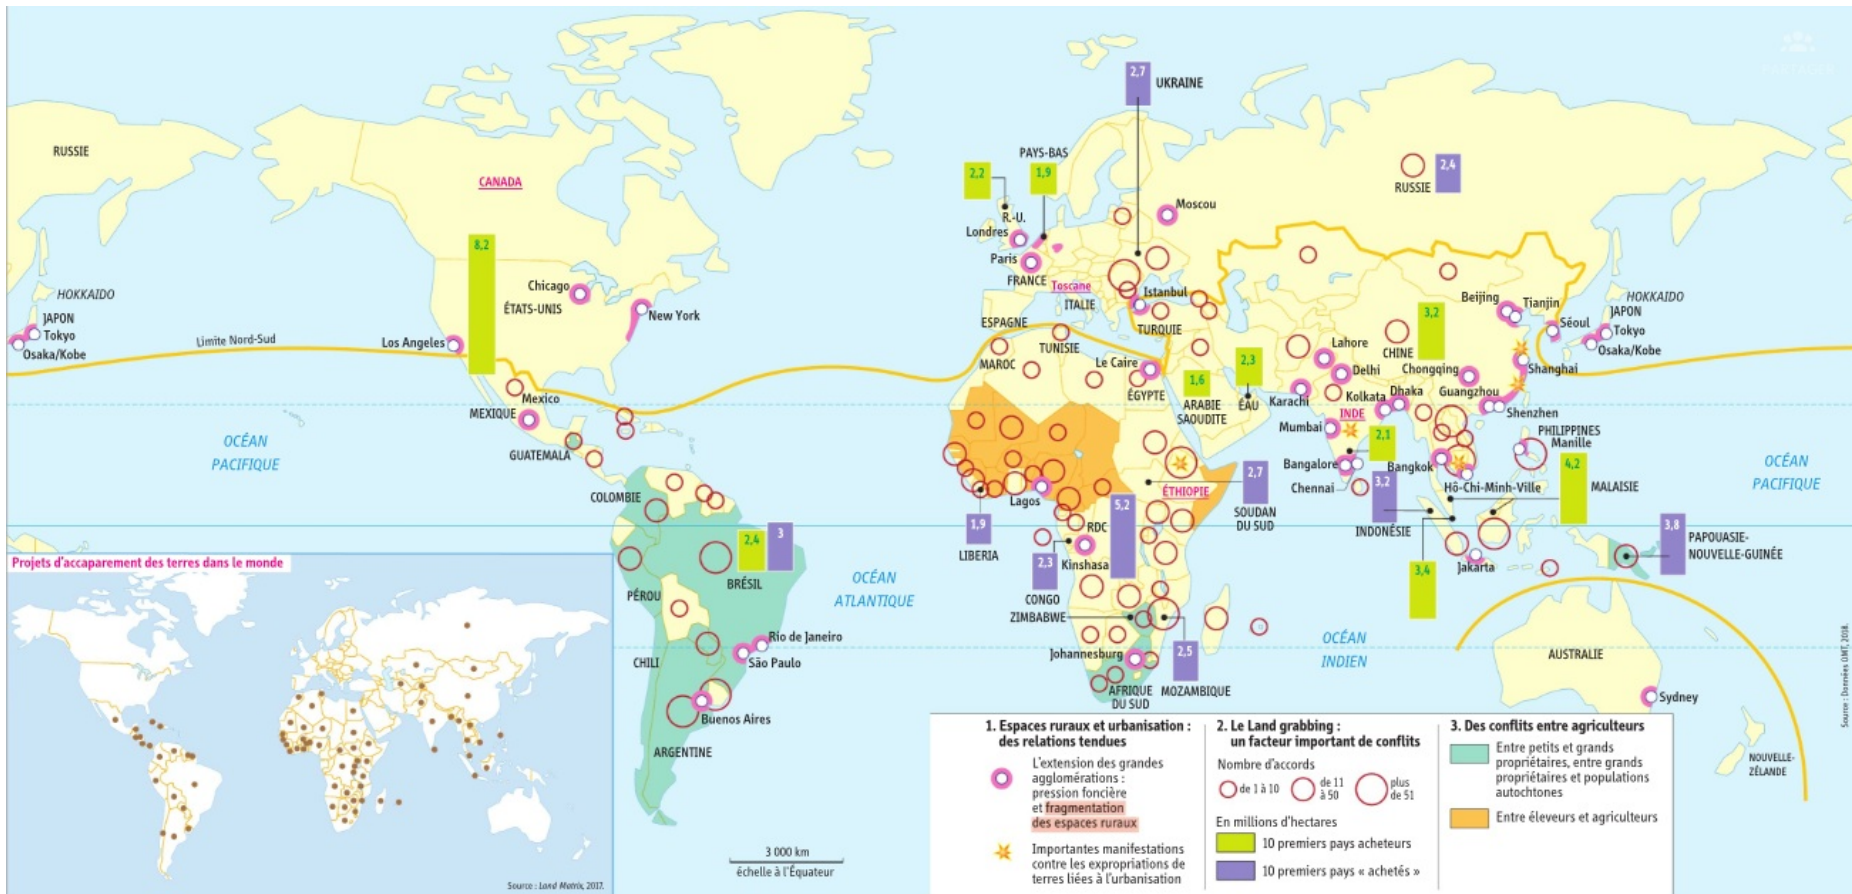 RUSSIE
CANADA
8,2
Chicago
ÉTATS-UNIS
New York
Los Angeles
HOKKAIDO
JAPON
Tokyo
Osaka/Kobe
Limite Nord-Sud
Mexico
MEXIQUE
GUATEMALA
OCÉAN
PACIFIQUE
COLOMBIE
PÉROU
2,4
3
BRÉSIL
CHILI
Rio de Janeiro
São Paulo
Buenos Aires
ARGENTINE
OCÉAN
ATLANTIQUE
2,7
UKRAINE
PAYS-BAS
2,2
1,9
R.-U.
Londres
Paris
FRANCE
Moscou
Toscane
ITALIE
Istanbul
ESPAGNE
TURQUIE
TUNISIE
MAROC
Le Caire
ÉGYPTE
1,6
ARABIE
SAOUDITE
2,3
ÉAU
RUSSIE
2,4
Lahore
Delhi
Karachi
Kolkata
Dhaka
INDE
Mumbai
2,1
Bangalore
Chennai
Bangkok
CHINE
3,2
Beijing
Tianjin
Séoul
Chongqing
Shanghai
Guangzhou
Shenzhen
HOKKAIDO
JAPON
Tokyo
Osaka/Kobe
PHILIPPINES
Manille
Hô-Chi-Minh-Ville
4,2
MALAISIE
3,2
INDONÉSIE
3,4
Jakarta
3,8
PAPOUASIE-
NOUVELLE-GUINÉE
OCÉAN
PACIFIQUE
Lagos
1,9
LIBERIA
ÉTHIOPIE
2,7
SOUDAN
DU SUD
RDC
5,2
Kinshasa
2,3
CONGO
ZIMBABWE
2,5
MOZAMBIQUE
Johannesburg
AFRIQUE
DU SUD
OCÉAN
INDIEN
AUSTRALIE
Sydney
NOUVELLE-
ZÉLANDE
Projets d'accaparement des terres dans le monde
Source : Land Matrix, 2017.
3 000 km
échelle à l'Équateur
1. Espaces ruraux et urbanisation :
des relations tendues
L'extension des grandes
agglomérations :
pression foncière
et fragmentation
des espaces ruraux
Importantes manifestations
contre les expropriations de
terres liées à l'urbanisation
2. Le Land grabbing :
un facteur important de conflits
Nombre d'accords
de 1 à 10
de 11
à 50
plus
de 51
En millions d'hectares
10 premiers pays acheteurs
10 premiers pays « achetés »
3. Des conflits entre agriculteurs
Entre petits et grands
propriétaires, entre grands
propriétaires et populations
autochtones
Entre éleveurs et agriculteurs
Source : Données OMT, 2018.